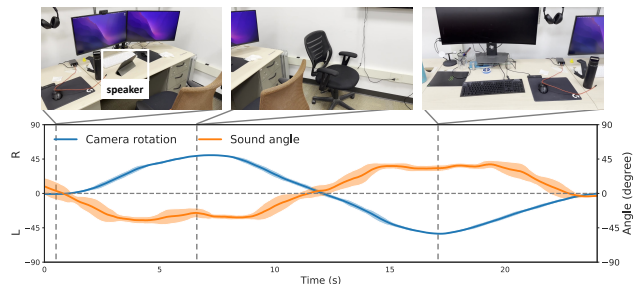 speaker
90
45
0
−45
−90
R
L
Camera rotation
Sound angle
90
45
0
−45
−90
Angle (degree)
0
5
10
15
20
Time (s)